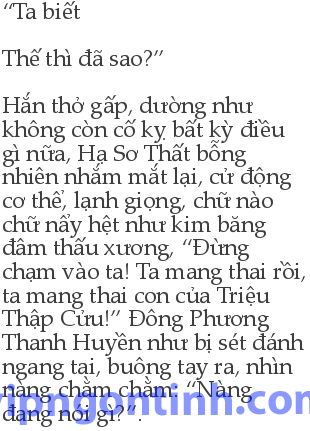 “Ta biết
Thế thì đã sao?”
Hắn thở gấp, dường như
không còn cố kỵ bất kỳ điều
gì nữa, Hạ Sơ Thất bỗng
nhiên nhắm mắt lại, cử động
cơ thể, lạnh giọng, chữ nào
chữ nấy hệt như kim băng
đâm thấu xương, “Đừng
chạm vào ta! Ta mang thai rồi,
ta mang thai con của Triệu
Thập Cửu!” Đông Phương
Thanh Huyền như bị sét đánh
ngang tai, buông tay ra, nhìn
nàng chằm chằm: “Nàng
đang nói gì?”.
vipngontinh.com